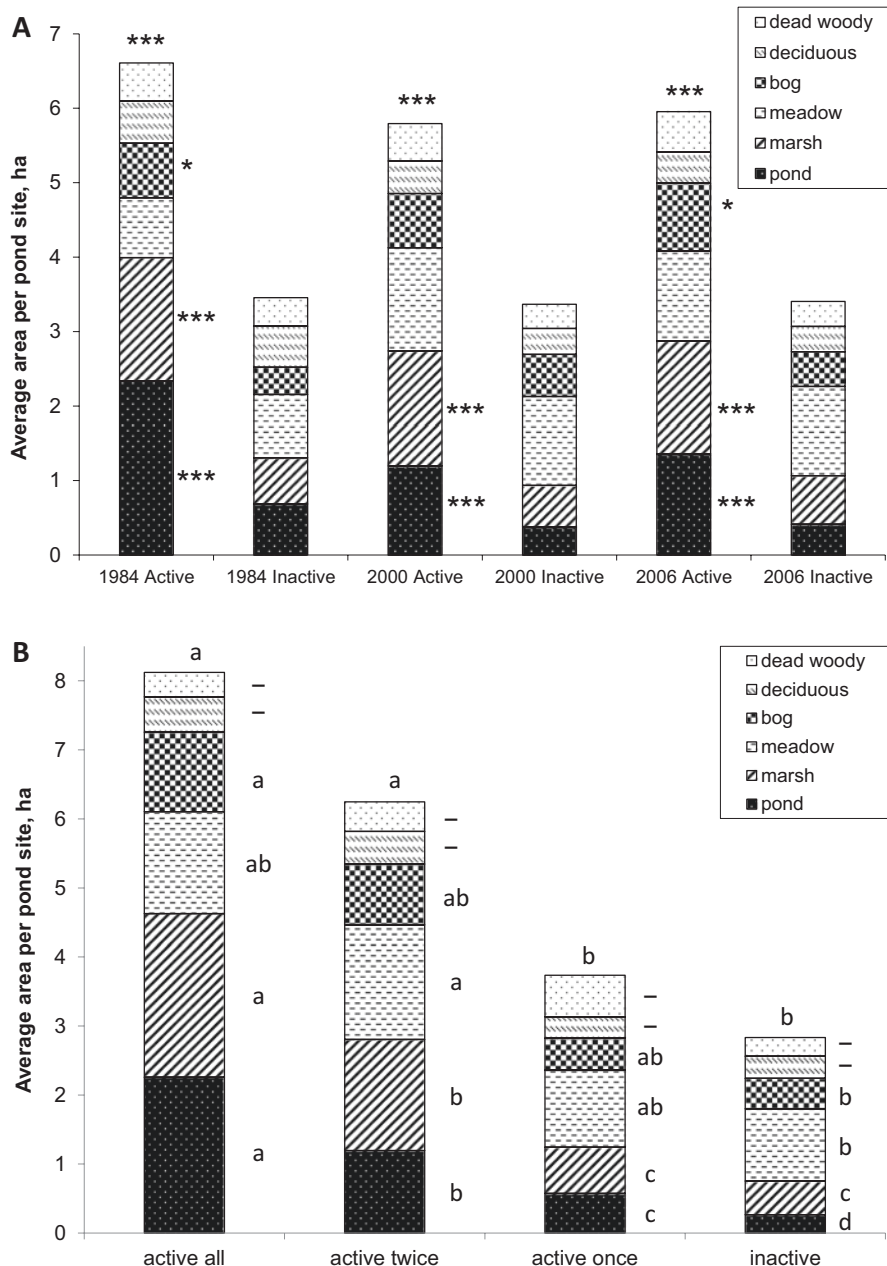 A
Average area per pond site, ha
7
6
5
4
3
2
1
0
***
*
***
***
***
***
***
***
*
***
***
dead woody
deciduous
bog
meadow
marsh
pond
1984 Active 1984 Inactive 2000 Active 2000 Inactive 2006 Active 2006 Inactive
B
Average area per pond site, ha
8
7
6
5
4
3
2
1
0
a
–
–
a
ab
a
a
a
–
–
ab
a
b
b
b
–
–
ab
ab
c
c
b
–
–
b
b
c
d
dead woody
deciduous
bog
meadow
marsh
pond
active all active twice active once inactive